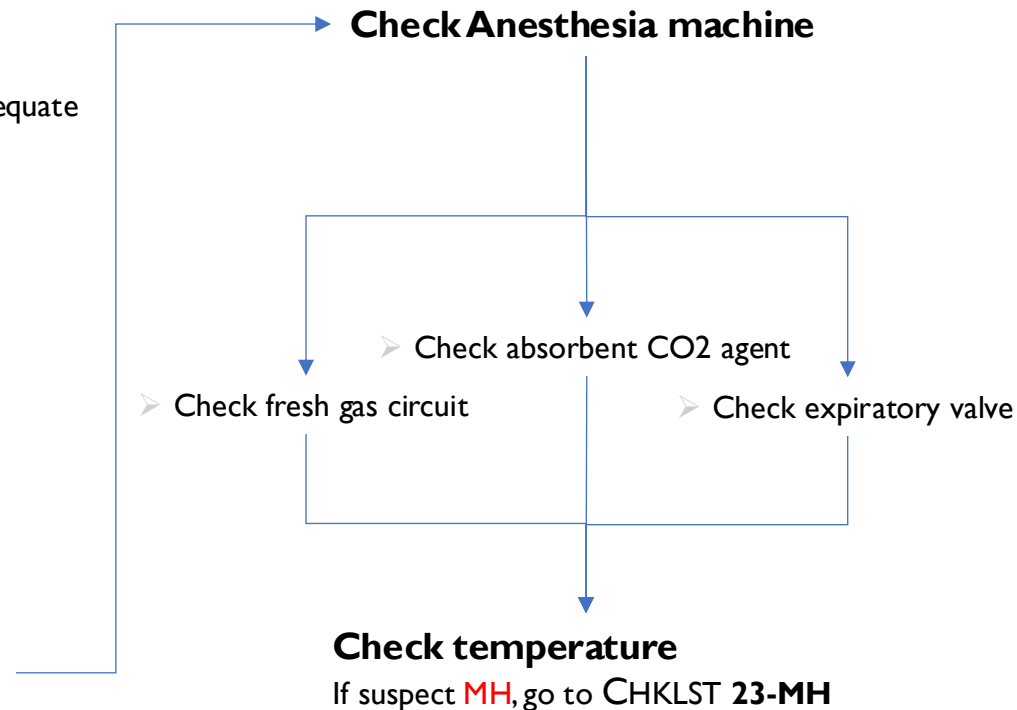 Check Anesthesia machine
equate
Check absorbent CO2 agent
Check fresh gas circuit
Check expiratory valve
Check temperature
If suspect MH, go to CHKLST 23-MH